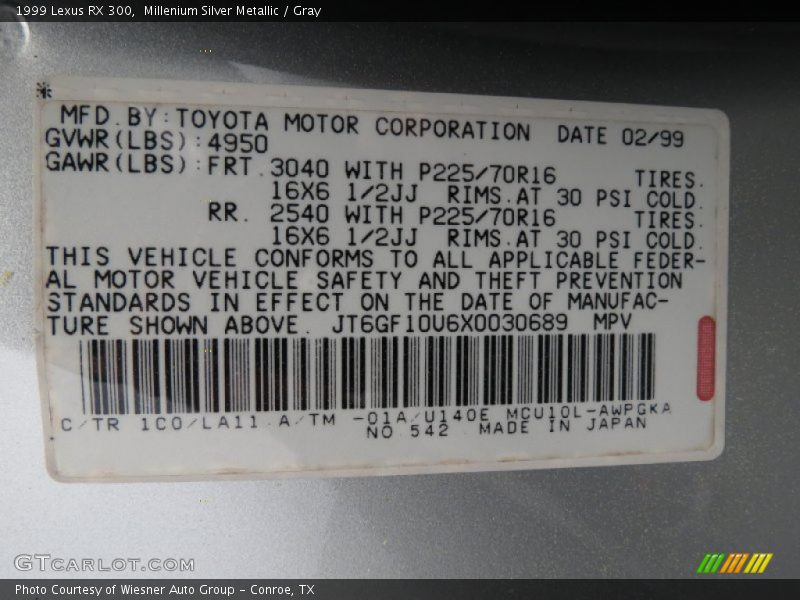 1999 Lexus RX 300, Millenium Silver Metallic / Gray
MFD.BY:TOYOTA MOTOR CORPORATION DATE 02/99
GVWR(LBS):4950
GAWR(LBS):FRT.3040 WITH P225/70R16 TIRES.
16X6 1/2JJ RIMS.AT 30 PSI COLD.
RR. 2540 WITH P225/70R16 TIRES.
16X6 1/2JJ RIMS.AT 30 PSI COLD.
THIS VEHICLE CONFORMS TO ALL APPLICABLE FEDER-
AL MOTOR VEHICLE SAFETY AND THEFT PREVENTION
STANDARDS IN EFFECT ON THE DATE OF MANUFAC-
TURE SHOWN ABOVE. JT6GF10U6X0030689 MPV
C/TR 1C0/LA11 A/TM -01A/U140E MCU10L-AWPGKA
NO.542 MADE IN JAPAN
GTCARLOT.COM
Photo Courtesy of Wiesner Auto Group - Conroe, TX